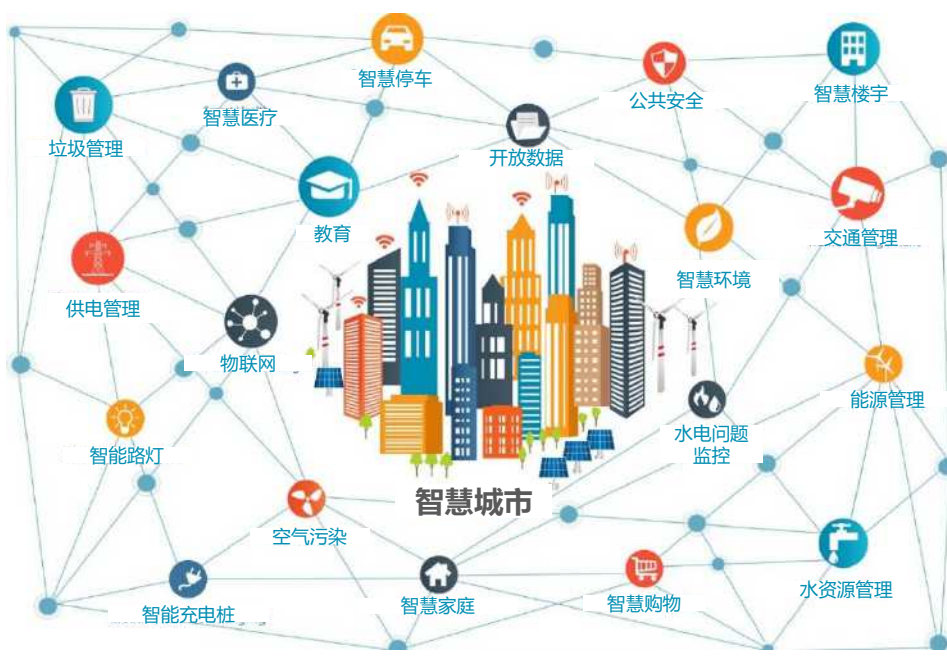 智慧停车
智慧医疗
公共安全
智慧楼宇
垃圾管理
开放数据
教育
交通管理
智慧环境
供电管理
物联网
能源管理
水电问题
监控
智能路灯
智慧城市
空气污染
水资源管理
智慧家庭
智慧购物
智能充电桩